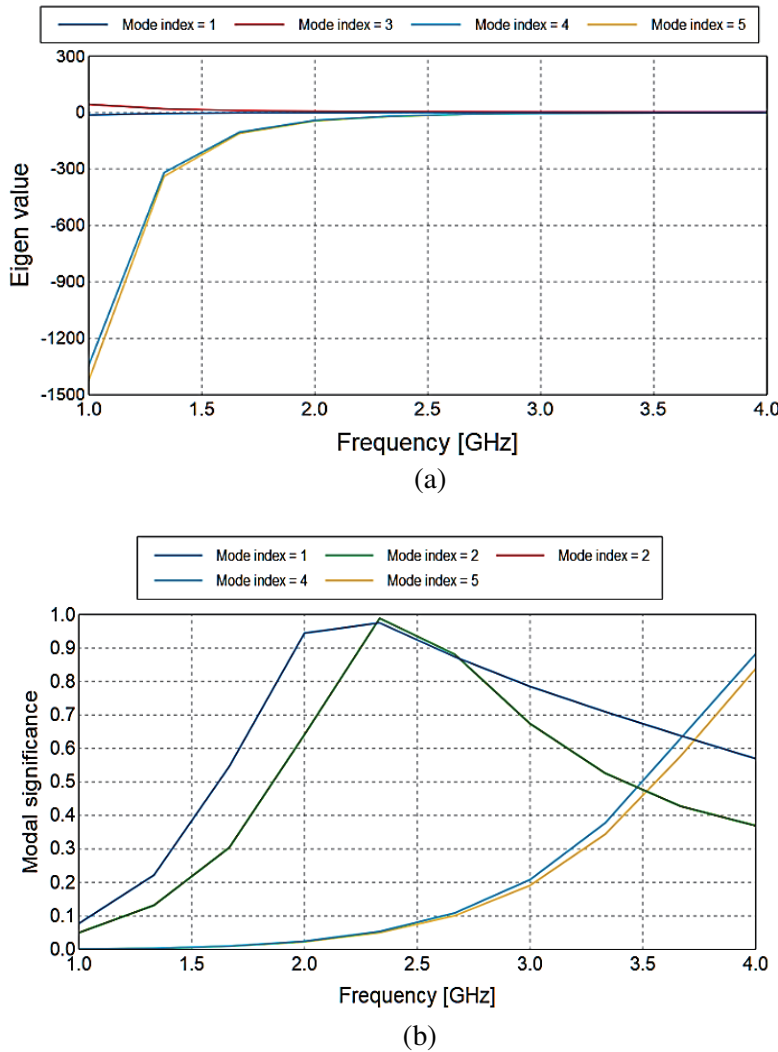 Mode index = 1 Mode index = 3 Mode index = 4 Mode index = 5
300
0
-300
-600
-900
-1200
-1500
Eigen value
1.0 1.5 2.0 2.5 3.0 3.5 4.0
Frequency [GHz]
(a)
Mode index = 1 Mode index = 2 Mode index = 2
Mode index = 4 Mode index = 5
1.0
0.9
0.8
0.7
0.6
0.5
0.4
0.3
0.2
0.1
0.0
Modal significance
1.0 1.5 2.0 2.5 3.0 3.5 4.0
Frequency [GHz]
(b)